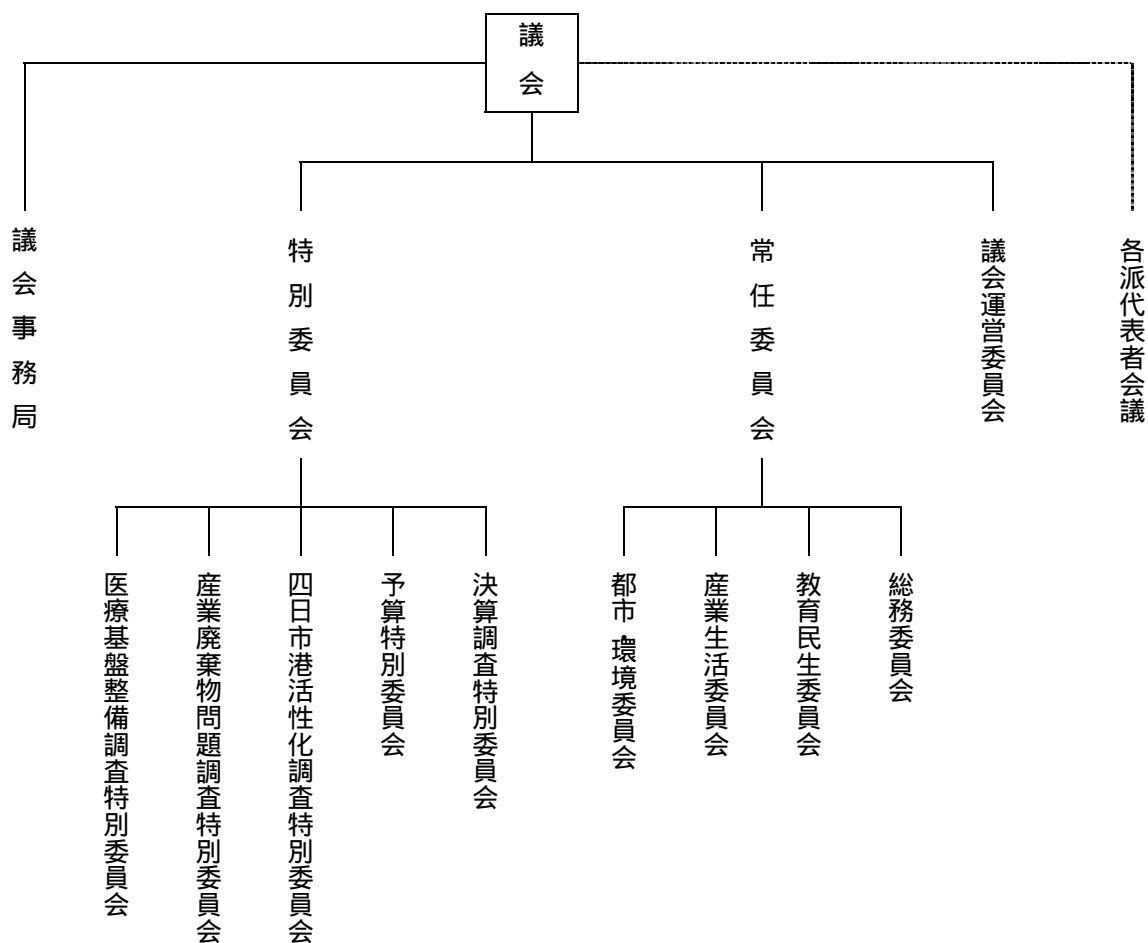 議会
各派代表者会議
議会運営委員会
常任委員会
特別委員会
議会事務局
総務委員会
教育民生委員会
産業生活委員会
都市・環境委員会
決算調査特別委員会
予算特別委員会
四日市港活性化調査特別委員会
産業廃棄物問題調査特別委員会
医療基盤整備調査特別委員会